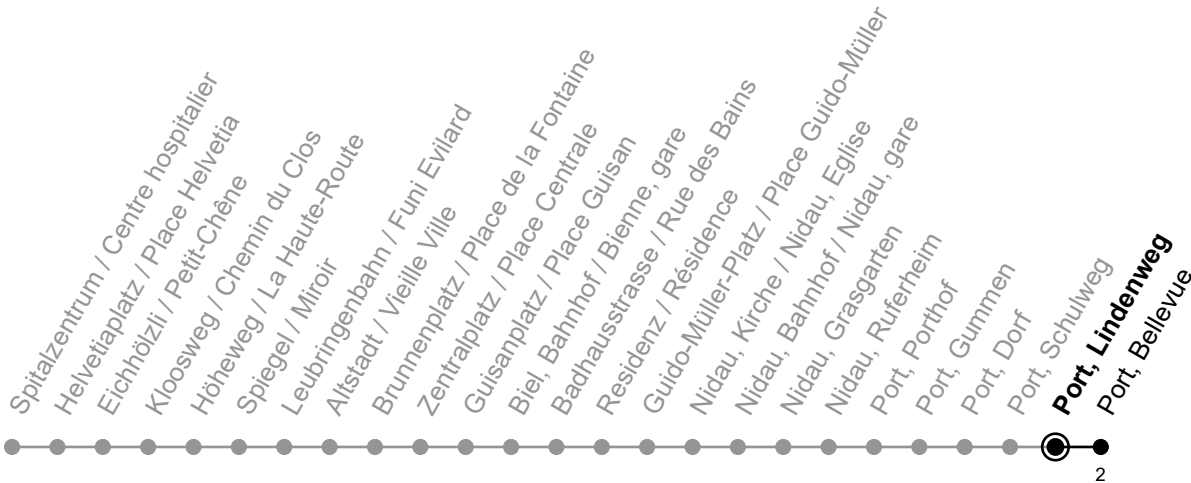 Spitalzentrum / Centre hospitalier
Helvetiaplatz / Place Helvetia
Eichhölzli / Petit-Chêne
Kloosweg / Chemin du Clos
Höheweg / La Haute-Route
Spiegel / Miroir
Leubringenbahn / Funi Evilard
Altstadt / Vieille Ville
Brunnenplatz / Place de la Fontaine
Zentralplatz / Place Centrale
Guisanplatz / Place Guisan
Biel, Bahnhof / Bienne, gare
Badhausstrasse / Rue des Bains
Residenz / Résidence
Guido-Müller-Platz / Place Guido-Müller
Nidau, Kirche / Nidau, Eglise
Nidau, Bahnhof / Nidau, gare
Nidau, Grasgarten
Nidau, Ruferheim
Port, Porthof
Port, Gummen
Port, Dorf
Port, Schulweg
Port, Lindenweg
Port, Bellevue
2